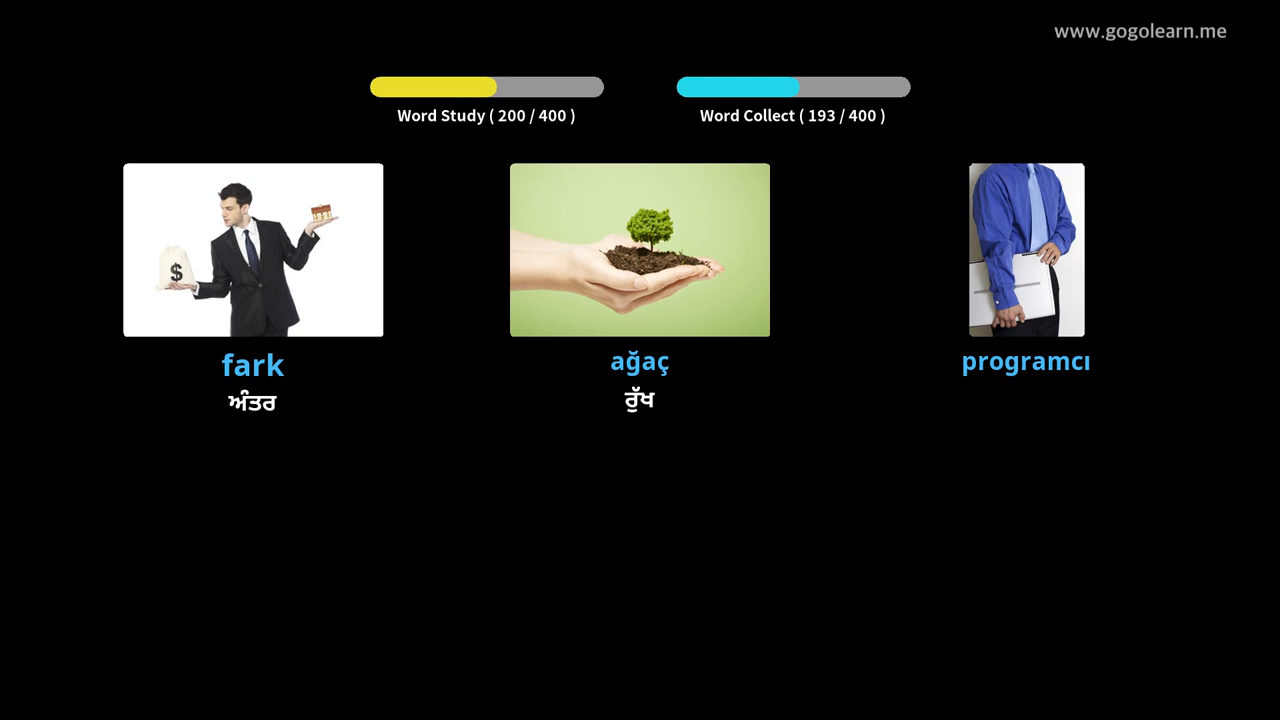 www.gogolearn.me
Word Study ( 200 / 400 )
Word Collect ( 193 / 400 )
fark
ağaç
programcı
ਅੰਤਰ
ਰੁੱਖ